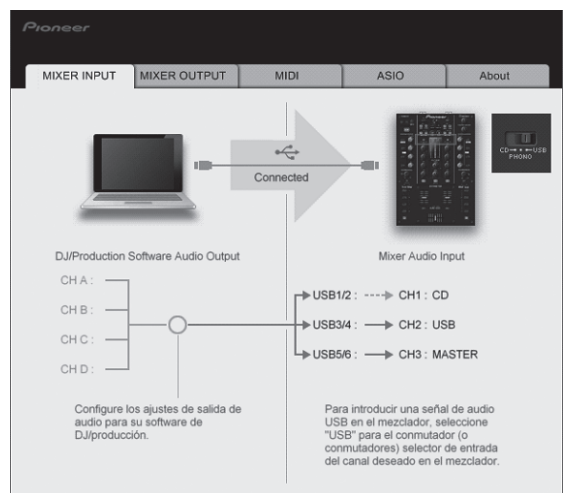 Pioneer
MIXER INPUT
MIXER OUTPUT
MIDI
ASIO
About
Connected
Pioneer
CD USB
PHONO
DJ/Production Software Audio Output
Mixer Audio Input
CH A :
CH B :
CH C :
CH D :
USB1/2 : CH1 : CD
USB3/4 : CH2 : USB
USB5/6 : CH3 : MASTER
Configure los ajustes de salida de
audio para su software de
DJ/producción.
Para introducir una señal de audio
USB en el mezclador, seleccione
"USB" para el conmutador (o
conmutadores) selector de entrada
del canal deseado en el mezclador.